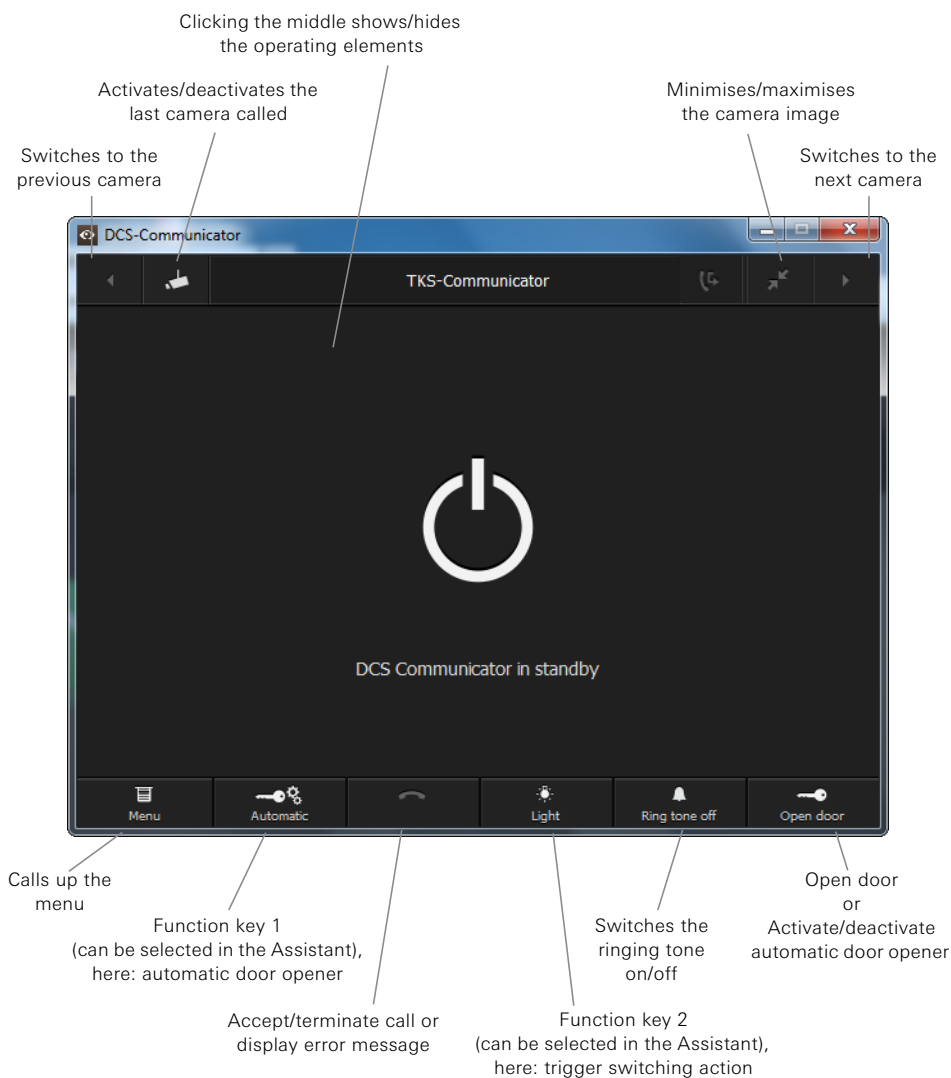 Clicking the middle shows/hides
the operating elements
Activates/deactivates the
last camera called
Minimises/maximises
the camera image
Switches to the
previous camera
Switches to the
next camera
DCS-Communicator
TKS-Communicator
DCS Communicator in standby
Menu
Automatic
Light
Ring tone off
Open door
Calls up the
menu
Function key 1
(can be selected in the Assistant),
here: automatic door opener
Accept/terminate call or
display error message
Function key 2
(can be selected in the Assistant),
here: trigger switching action
Switches the
ringing tone
on/off
Open door
or
Activate/deactivate
automatic door opener